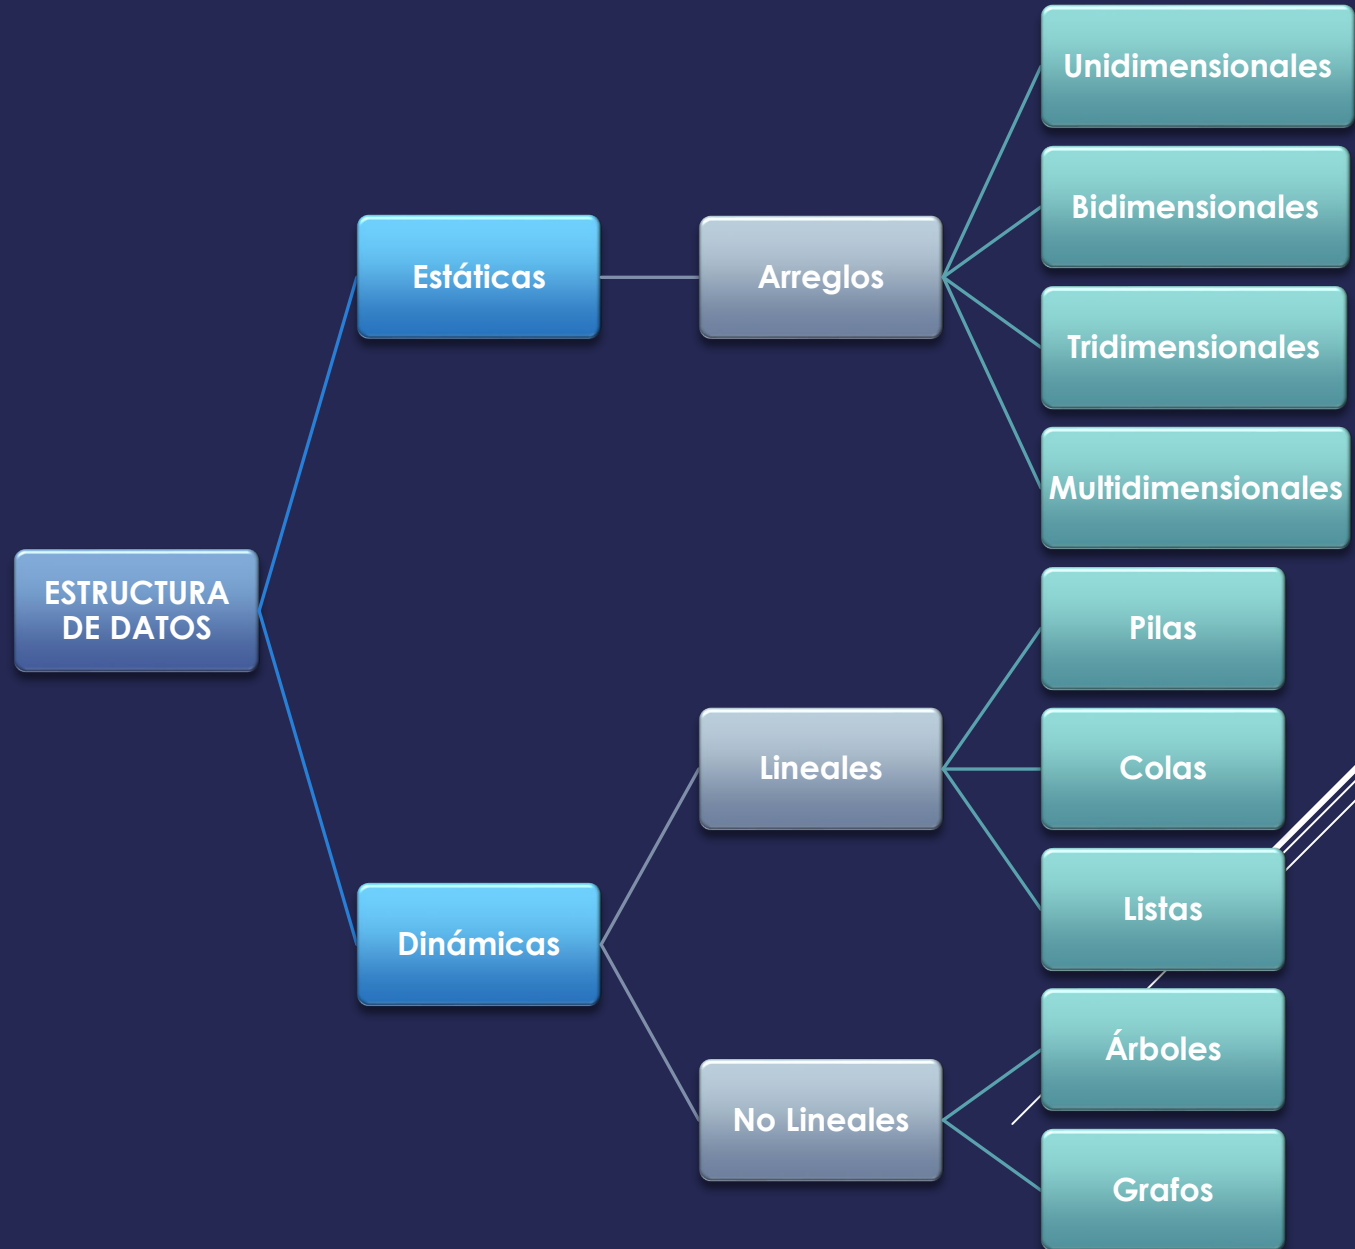 ESTRUCTURA
DE DATOS
Estáticas
Arreglos
Unidimensionales
Bidimensionales
Tridimensionales
Multidimensionales
Dinámicas
Lineales
Pilas
Colas
Listas
No Lineales
Árboles
Grafos